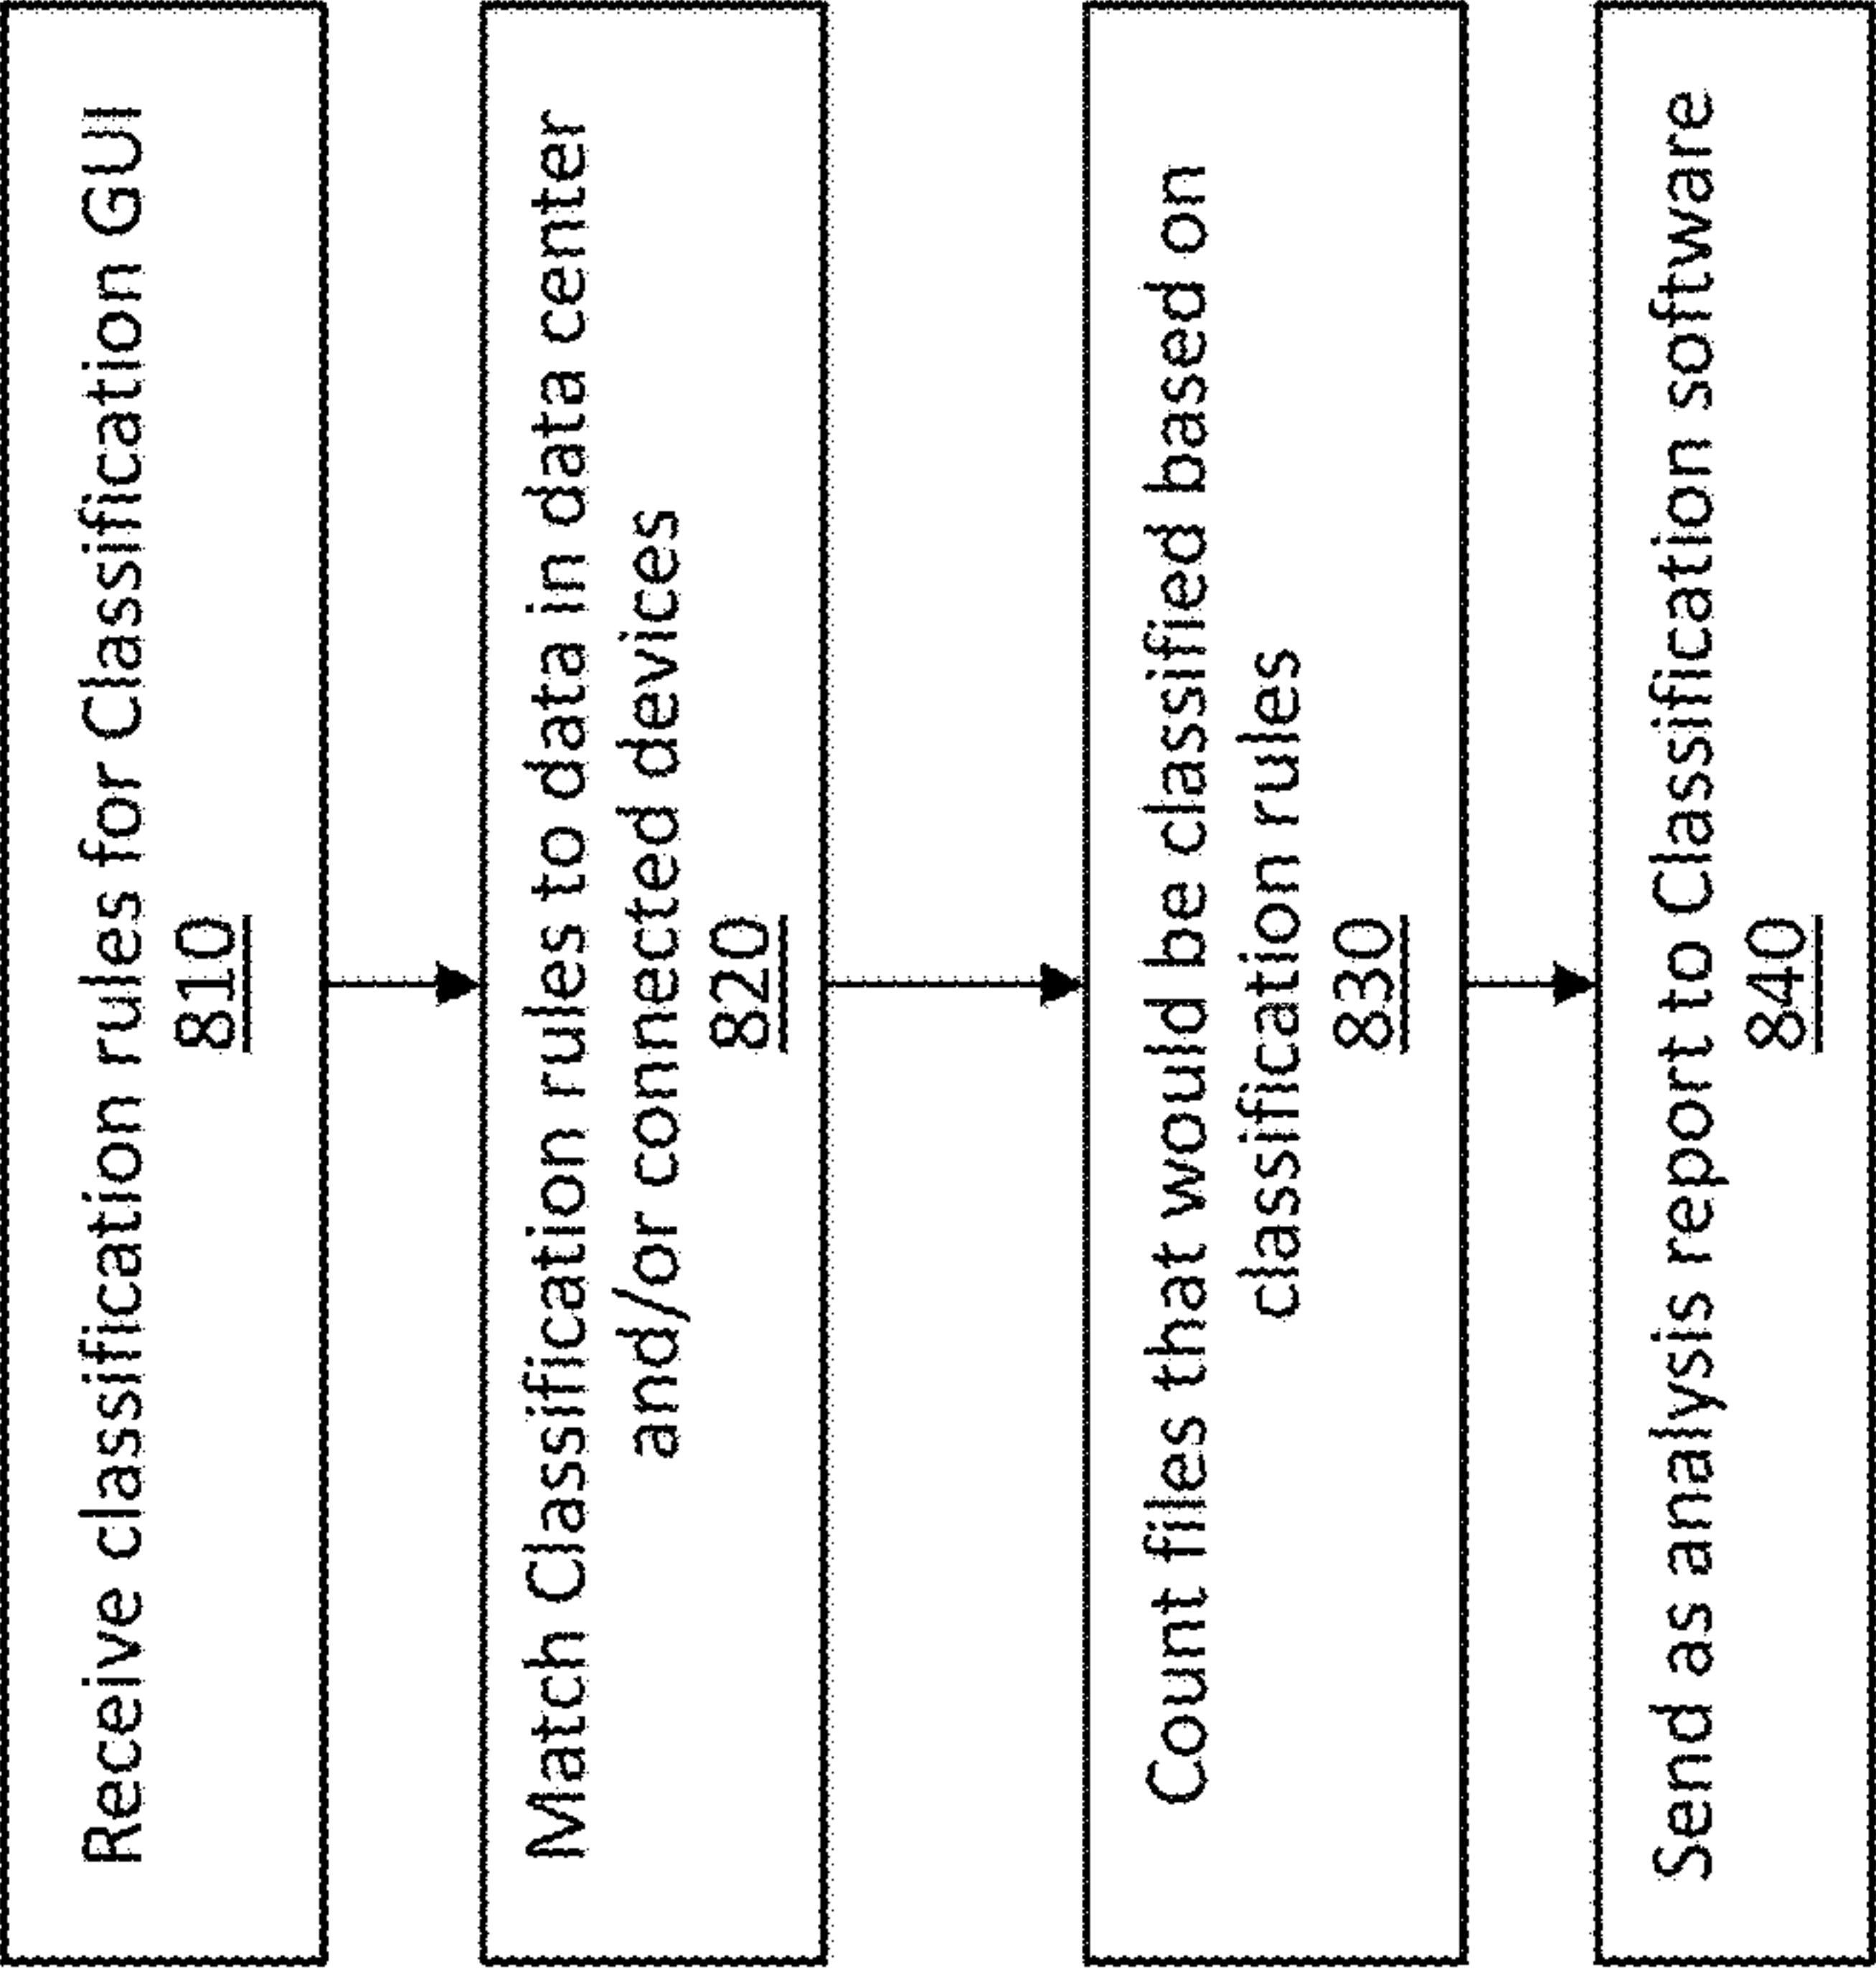 Receive classification rules for Classification GUI
810
Match Classification rules to data in data center
and/or connected devices
820
Count files that would be classified based on
classification rules
830
Send as analysis report to Classification software
840